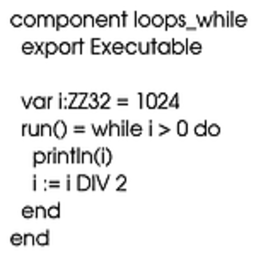 component loops_while
export Executable
var i:ZZ32 = 1024
run() = while i > 0 do
println(i)
i := i DIV 2
end
end